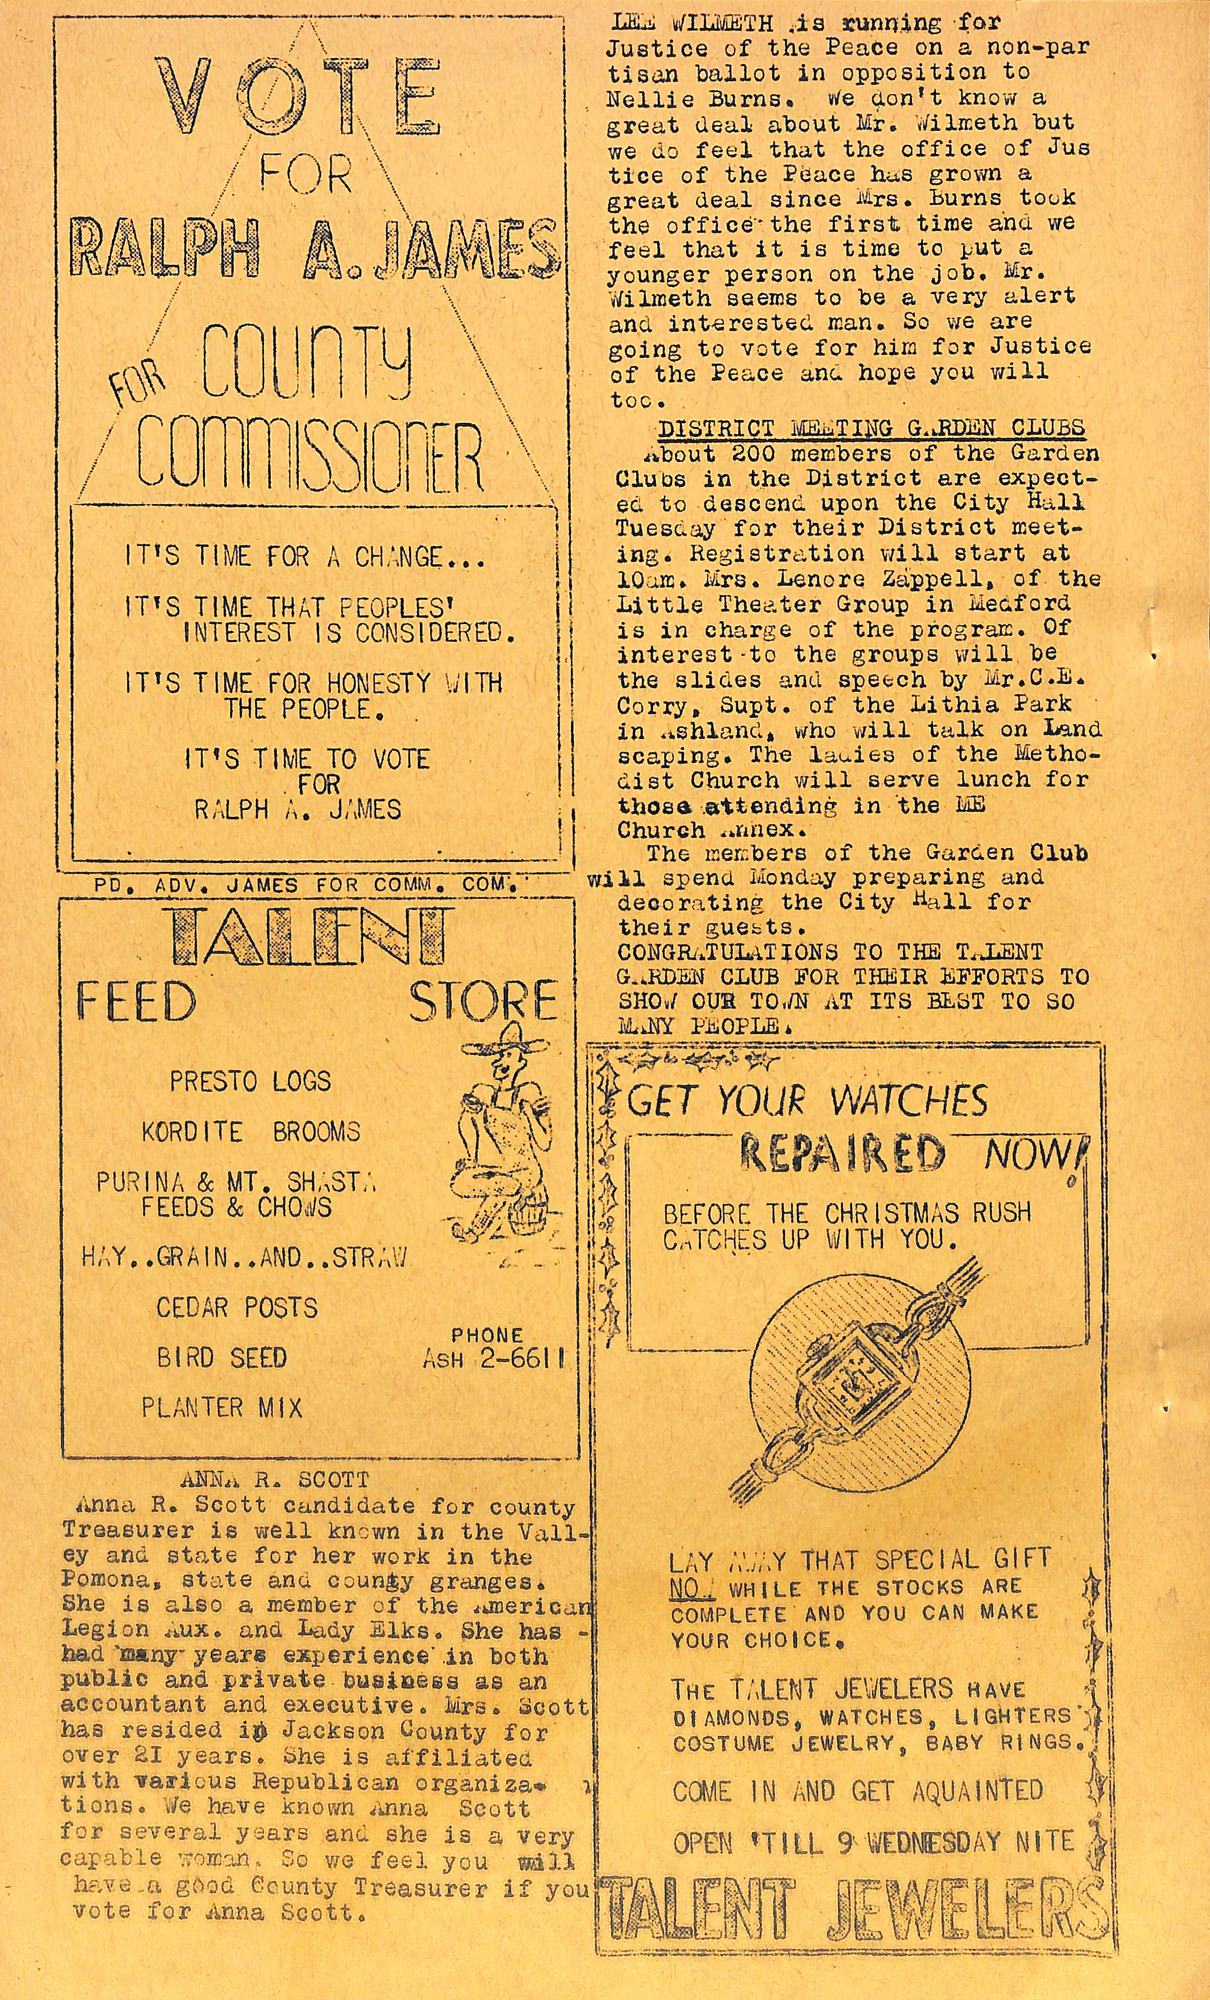 VOTE
FOR
RALPH A. JAMES
FOR COUNTY
COMMISSIONER
IT'S TIME FOR A CHANGE...
IT'S TIME THAT PEOPLES'
INTEREST IS CONSIDERED.
IT'S TIME FOR HONESTY WITH
THE PEOPLE.
IT'S TIME TO VOTE
FOR
RALPH A. JAMES
PD. ADV. JAMES FOR COMM. COM.
TALENT
FEED STORE
PRESTO LOGS
KORDITE BROOMS
PURINA & MT. SHASTA
FEEDS & CHOWS
HAY..GRAIN..AND..STRAW
CEDAR POSTS
BIRD SEED
PLANTER MIX
PHONE
ASH 2-6611
ANNA R. SCOTT
Anna R. Scott candidate for county
Treasurer is well known in the Vall-
ey and state for her work in the
Pomona, state and county granges.
She is also a member of the American
Legion Aux. and Lady Elks. She has -
had many years experience in both
public and private business as an
accountant and executive. Mrs. Scott
has resided in Jackson County for
over 21 years. She is affiliated
with various Republican organiza-
tions. We have known Anna Scott
for several years and she is a very
capable woman. So we feel you will
have a good County Treasurer if you
vote for Anna Scott.
LEE WILMETH is running for
Justice of the Peace on a non-par
tisan ballot in opposition to
Nellie Burns. We don't know a
great deal about Mr. Wilmeth but
we do feel that the office of Jus
tice of the Peace has grown a
great deal since Mrs. Burns took
the office the first time and we
feel that it is time to put a
younger person on the job. Mr.
Wilmeth seems to be a very alert
and interested man. So we are
going to vote for him for Justice
of the Peace and hope you will
too.
DISTRICT MEETING GARDEN CLUBS
About 200 members of the Garden
Clubs in the District are expect-
ed to descend upon the City Hall
Tuesday for their District meet-
ing. Registration will start at
10am. Mrs. Lenore Zappell, of the
Little Theater Group in Medford
is in charge of the program. Of
interest to the groups will be
the slides and speech by Mr.C.E.
Corry, Supt. of the Lithia Park
in Ashland, who will talk on Land
scaping. The ladies of the Metho-
dist Church will serve lunch for
those attending in the ME
Church Annex.
The members of the Garden Club
will spend Monday preparing and
decorating the City Hall for
their guests.
CONGRATULATIONS TO THE TALENT
GARDEN CLUB FOR THEIR EFFORTS TO
SHOW OUR TOWN AT ITS BEST TO SO
MANY PEOPLE.
GET YOUR WATCHES
REPAIRED NOW!
BEFORE THE CHRISTMAS RUSH
CATCHES UP WITH YOU.
LAY AWAY THAT SPECIAL GIFT
NOW WHILE THE STOCKS ARE
COMPLETE AND YOU CAN MAKE
YOUR CHOICE.
THE TALENT JEWELERS HAVE
DIAMONDS, WATCHES, LIGHTERS
COSTUME JEWELRY, BABY RINGS.
COME IN AND GET AQUAINTED
OPEN 'TILL 9 WEDNESDAY NITE
TALENT JEWELERS